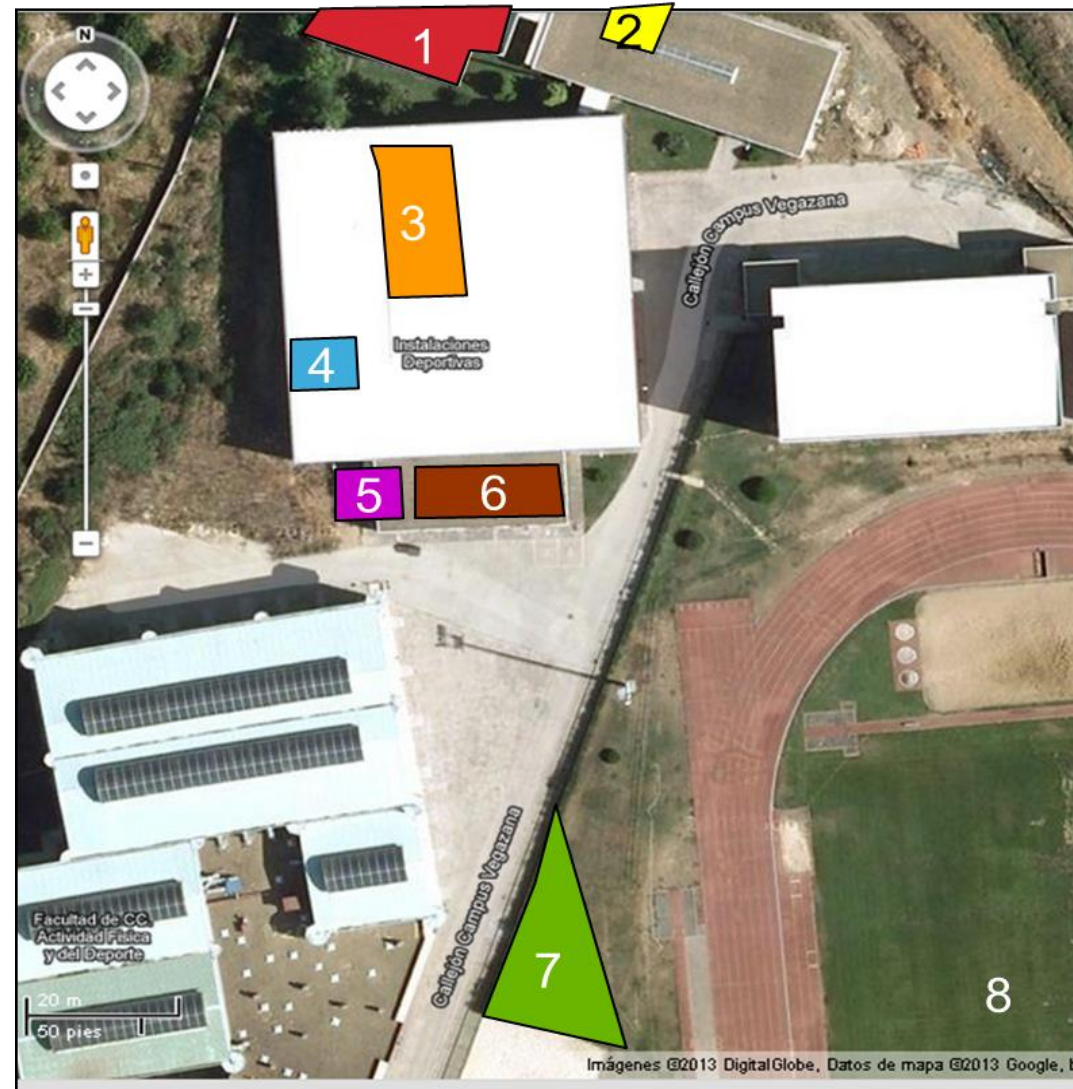 N
1
2
3
Callejón Campus Vegazana
Instalaciones
Deportivas
4
5
6
Callejón Campus Vegazana
7
Facultad de CC.
Actividad Física
y del Deporte
8
20 m
50 pies
Imágenes ©2013 DigitalGlobe, Datos de mapa ©2013 Google,